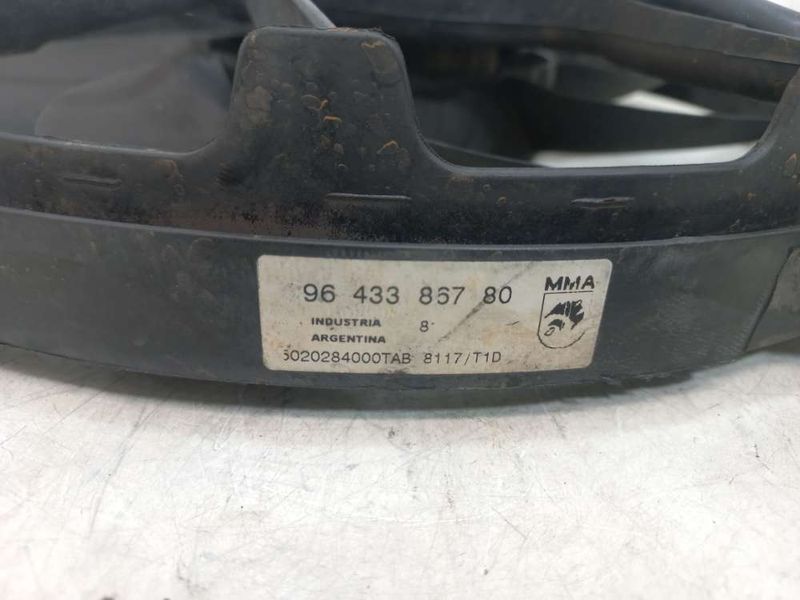 96 433 867 80
MMA
INDUSTRIA 8
ARGENTINA
5020284000TAB 8117/T1D